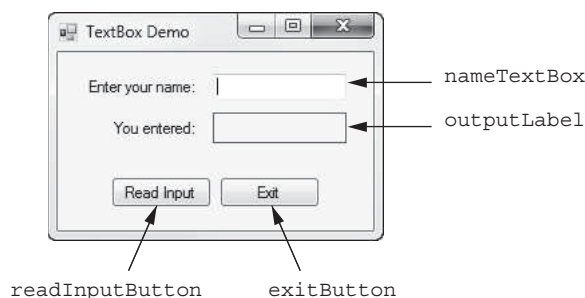 TextBox Demo
Enter your name:
nameTextBox
You entered:
outputLabel
Read Input
Exit
readInputButton
exitButton